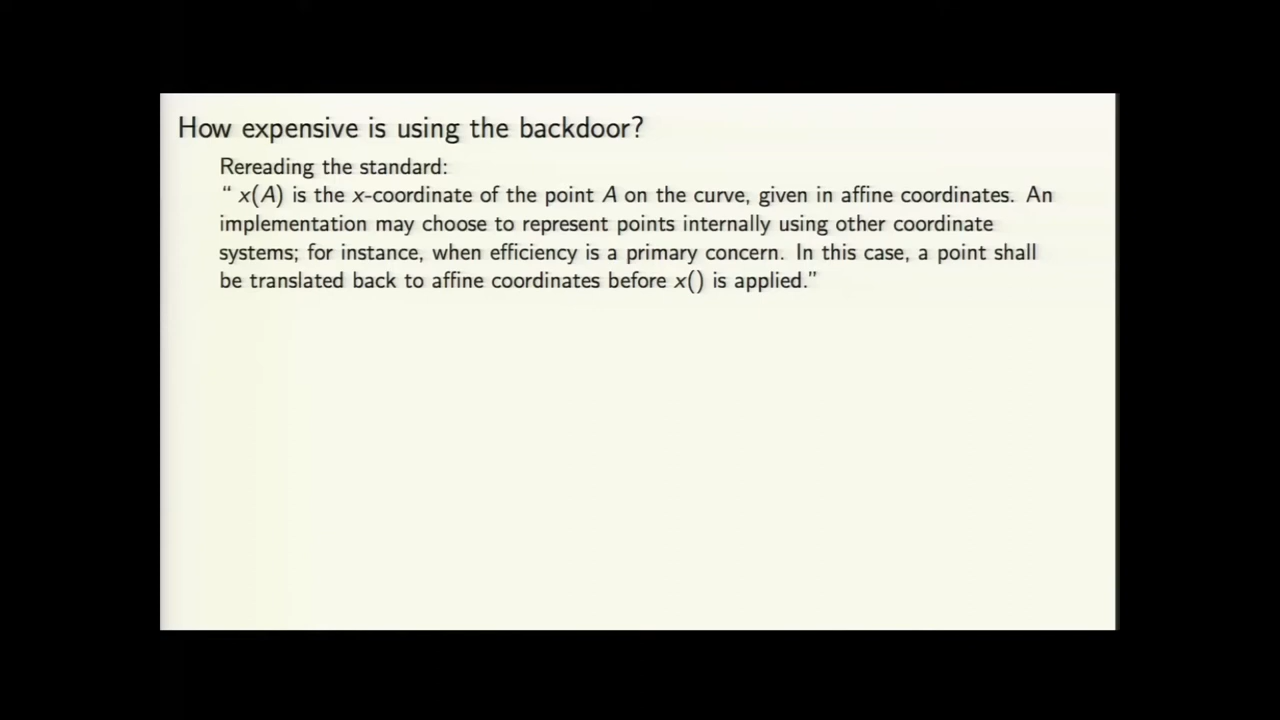 How expensive is using the backdoor?
Rereading the standard:
“ x(A) is the x-coordinate of the point A on the curve, given in affine coordinates. An
implementation may choose to represent points internally using other coordinate
systems; for instance, when efficiency is a primary concern. In this case, a point shall
be translated back to affine coordinates before x() is applied.”